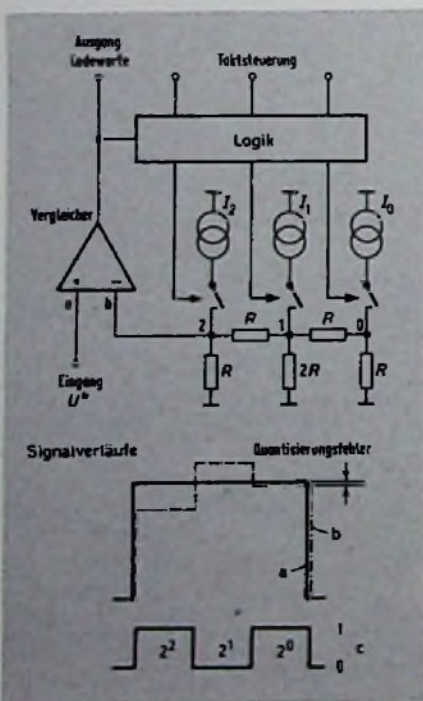 Ausgang
Codeworte
Taktsteuerung
Logik
Vergleicher
I₂
I₁
I₀
+
−
a
b
2
R
1
R
0
R
2R
R
Eingang
U*
Signalverläufe
Quantisierungsfehler
b
a
2² 2¹ 2⁰
1
0
c